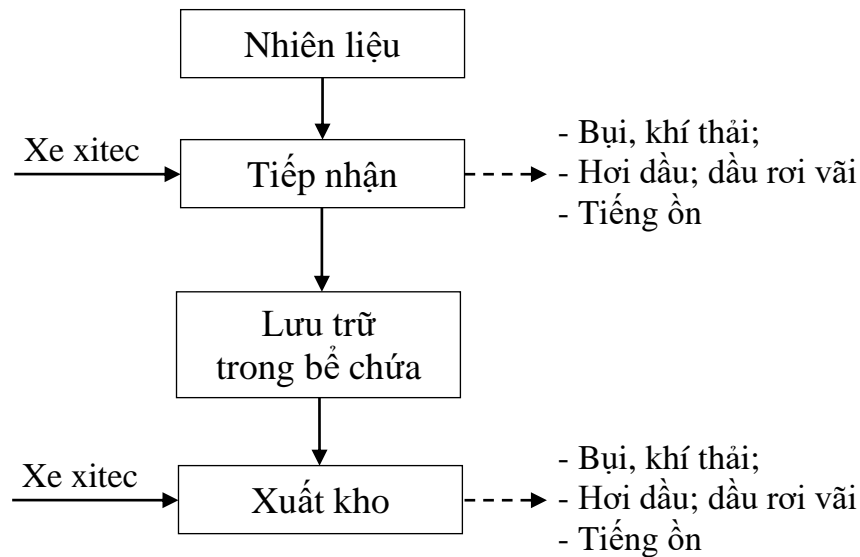 Nhiên liệu
Xe xitec
Tiếp nhận
- Bụi, khí thải;
- Hơi dầu; dầu rơi vãi
- Tiếng ồn
Lưu trữ
trong bể chứa
Xe xitec
Xuất kho
- Bụi, khí thải;
- Hơi dầu; dầu rơi vãi
- Tiếng ồn